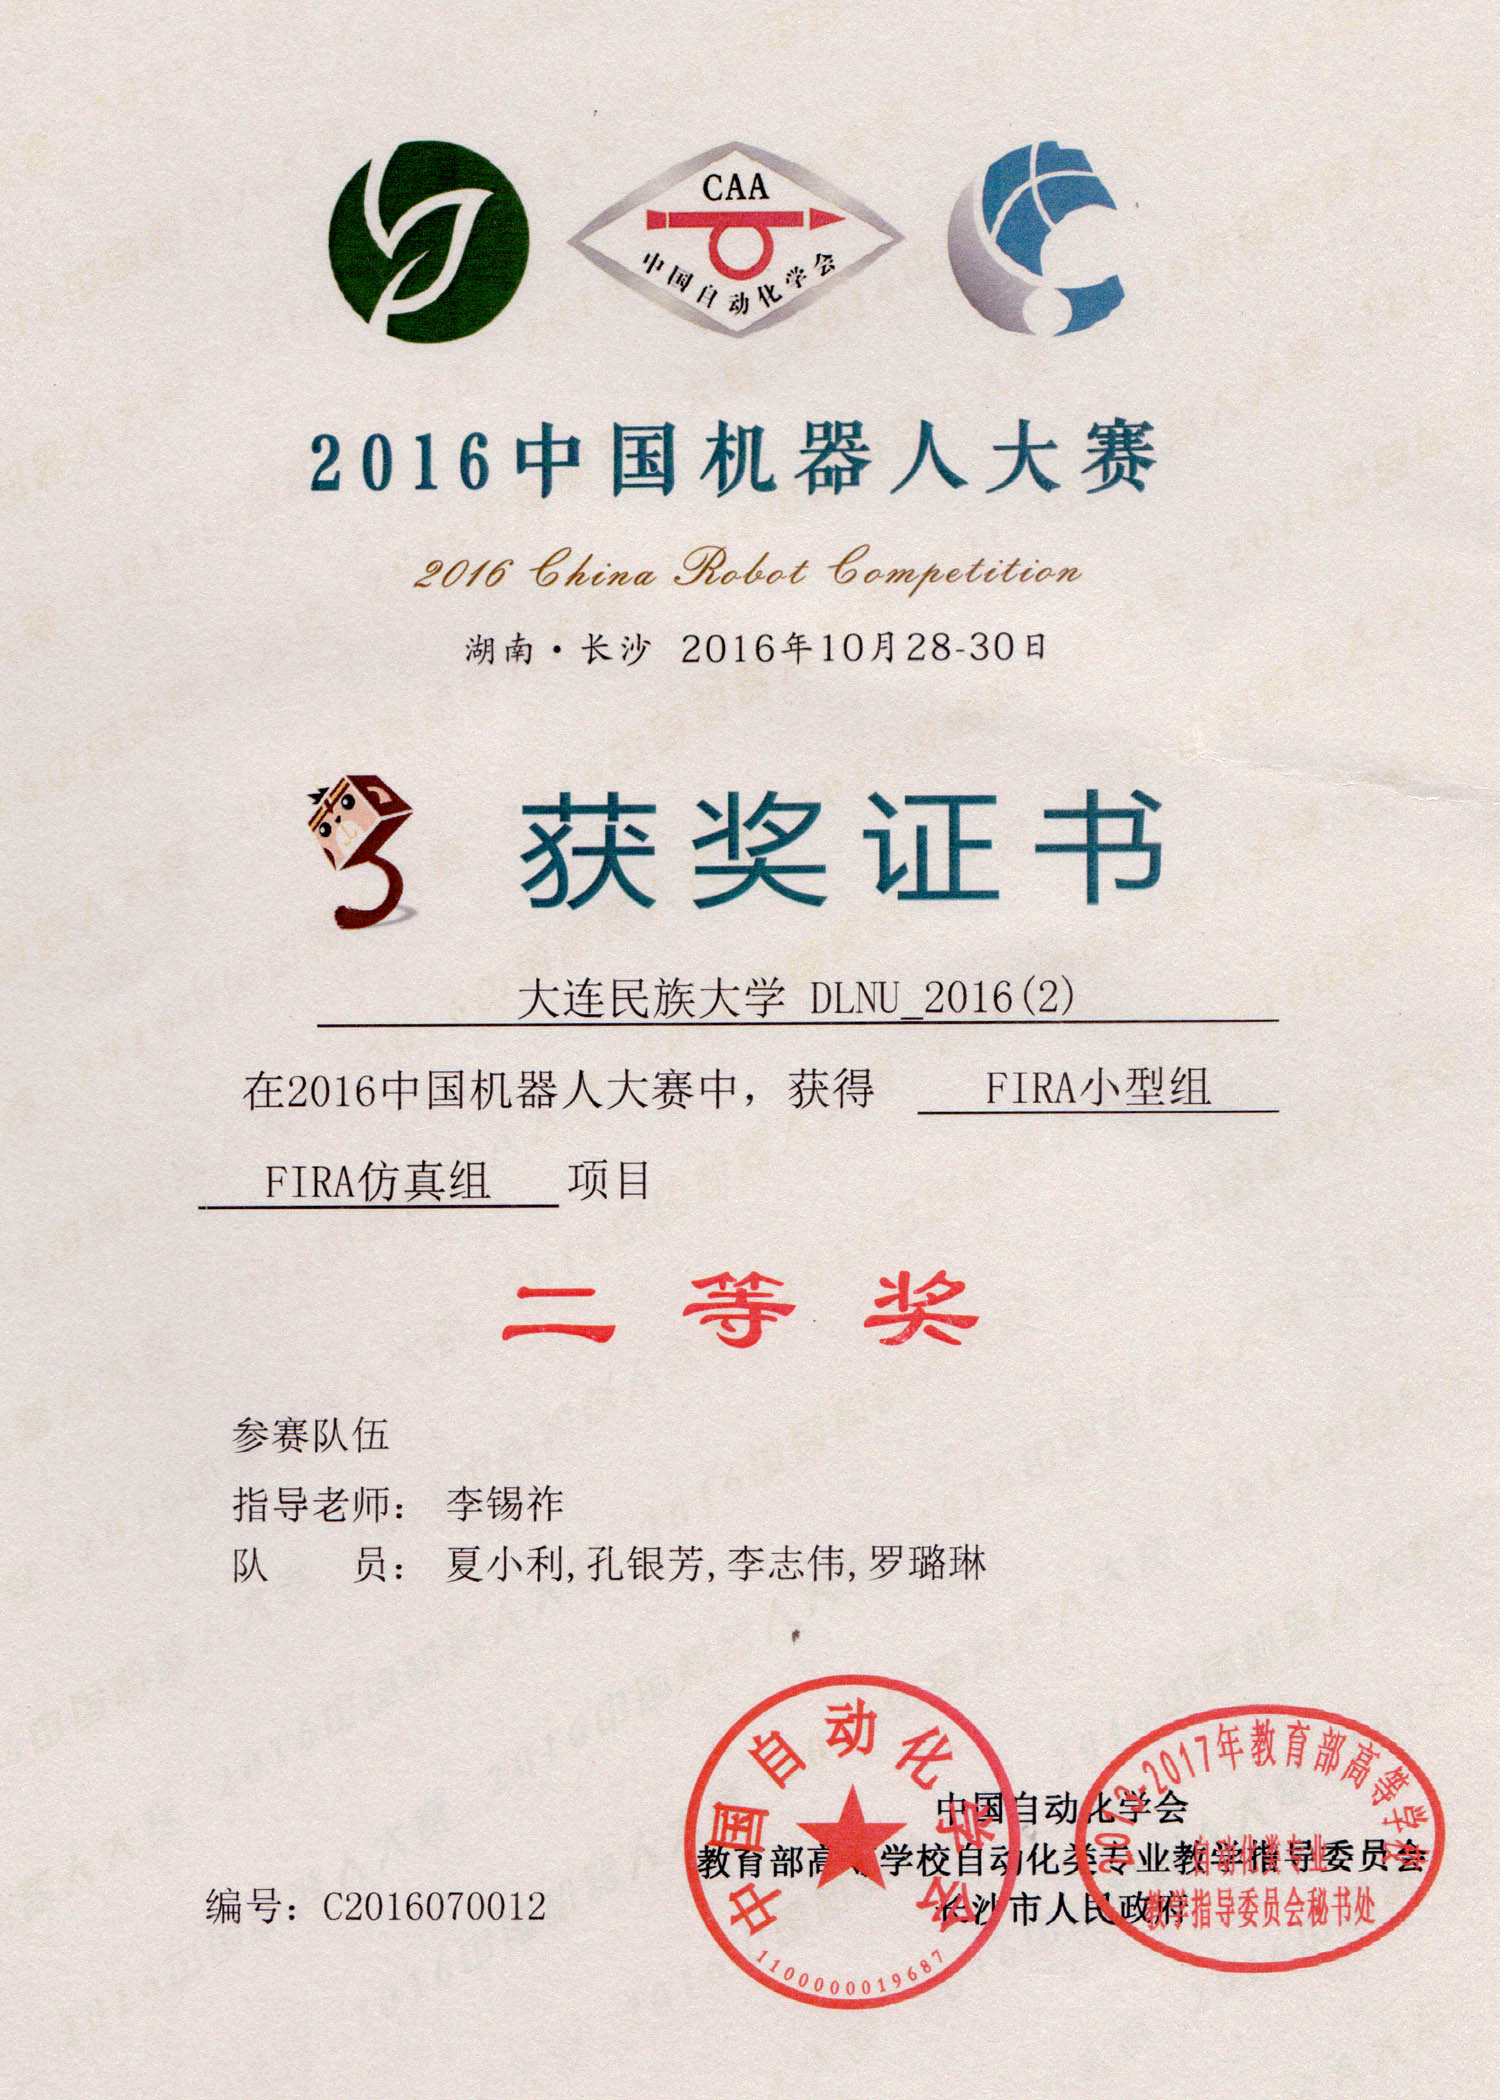 CAA
中国自动化学会
2016中国机器人大赛
2016 China Robot Competition
湖南·长沙 2016年10月28-30日
获奖证书
大连民族大学 DLNU_2016(2)
在2016中国机器人大赛中，获得 FIRA小型组
FIRA仿真组 项目
二等奖
参赛队伍
指导老师： 李锡祚
队 员： 夏小利,孔银芳,李志伟,罗璐琳
中国自动化学会
教育部高等学校自动化类专业教学指导委员会
长沙市人民政府
编号：C2016070012
中国自动化学会
1100000019687
2013-2017年教育部高等学校
自动化类专业
教学指导委员会秘书处